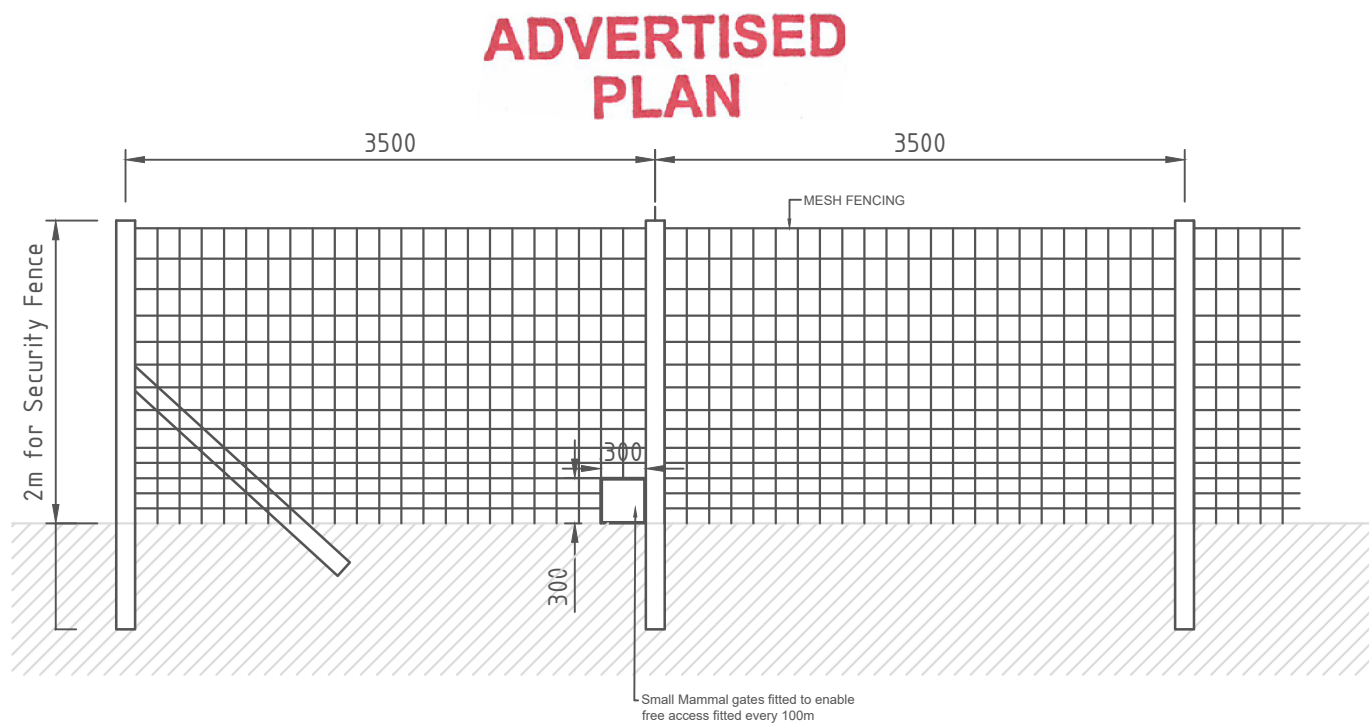 ADVERTISED
PLAN
3500
3500
MESH FENCING
2m for Security Fence
300
300
Small Mammal gates fitted to enable
free access fitted every 100m